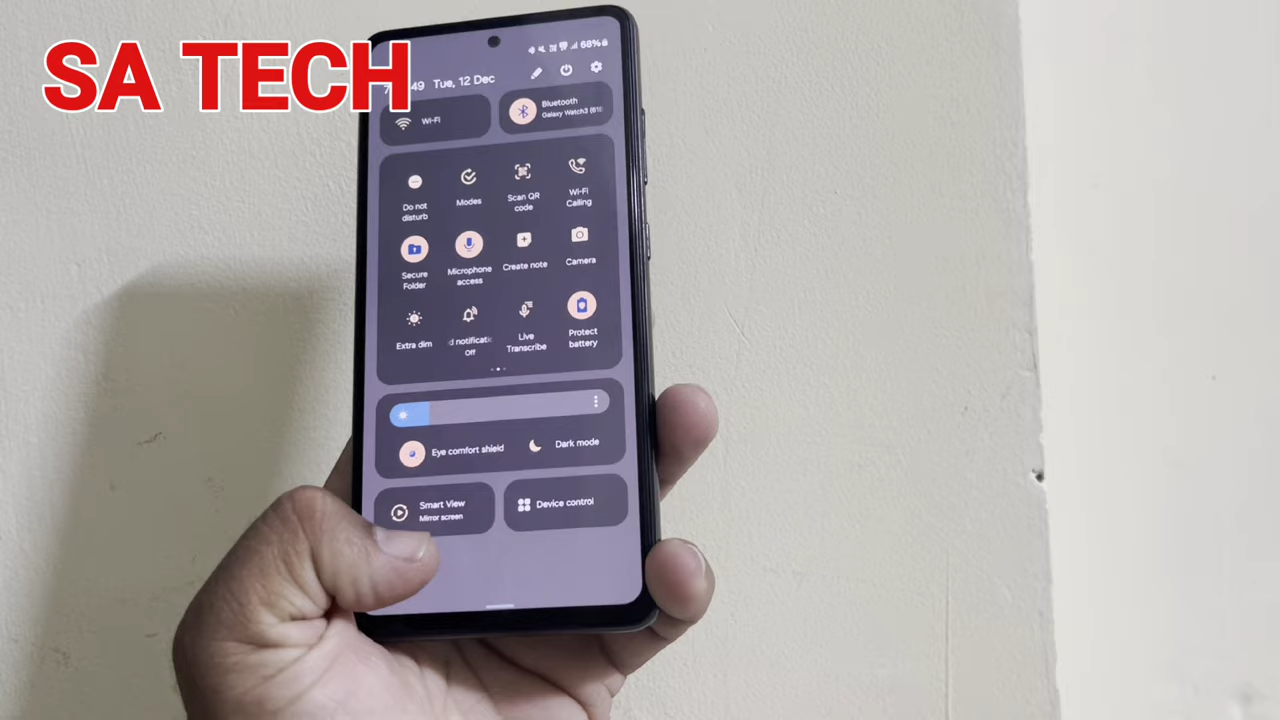 SA TECH
68%
49 Tue, 12 Dec
Wi-Fi
Bluetooth
Galaxy Watch3
Do not
disturb
Modes
Scan QR
code
Wi-Fi
Calling
Secure
Folder
Microphone
access
Create note
Camera
Extra dim
Off
Live
Transcribe
Protect
battery
Eye comfort shield
Dark mode
Smart View
Mirror screen
Device control